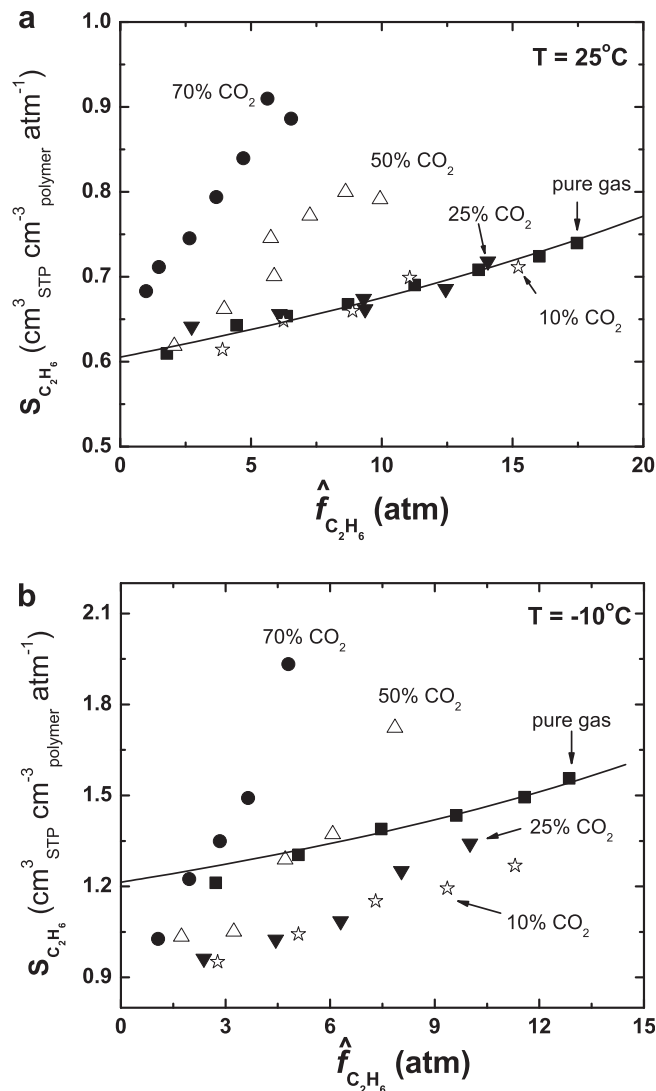 a
T = 25°C
70% CO₂
50% CO₂
pure gas
25% CO₂
10% CO₂
1.0
0.9
0.8
0.7
0.6
0.5
S C₂H₆ (cm³ STP cm⁻³ polymer atm⁻¹)
0 5 10 15 20
f̂ C₂H₆ (atm)
b
T = -10°C
70% CO₂
50% CO₂
pure gas
25% CO₂
10% CO₂
2.1
1.8
1.5
1.2
0.9
S C₂H₆ (cm³ STP cm⁻³ polymer atm⁻¹)
0 3 6 9 12 15
f̂ C₂H₆ (atm)